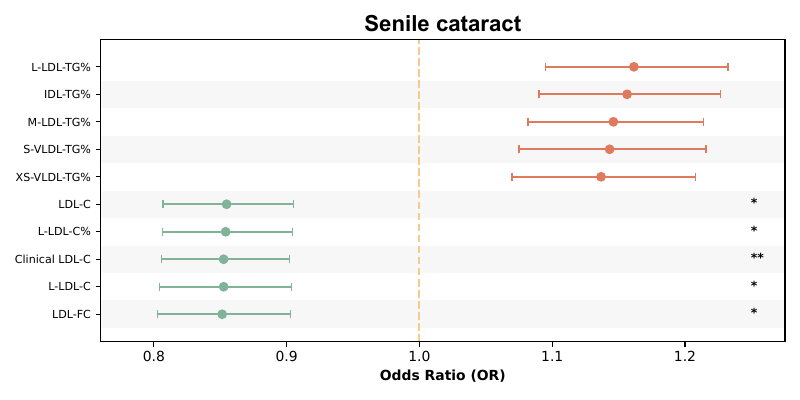 Senile cataract
L-LDL-TG%
IDL-TG%
M-LDL-TG%
S-VLDL-TG%
XS-VLDL-TG%
LDL-C *
L-LDL-C% *
Clinical LDL-C **
L-LDL-C *
LDL-FC *
0.8 0.9 1.0 1.1 1.2
Odds Ratio (OR)